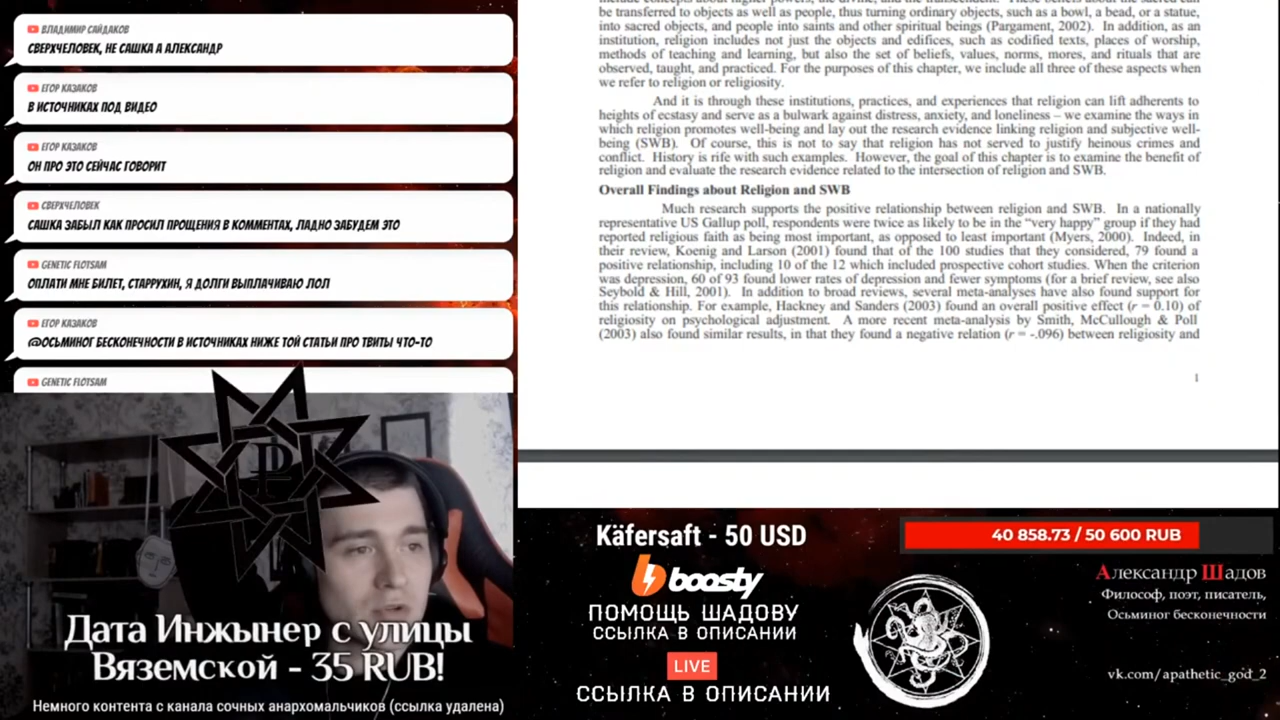 ВЛАДИМИР САЙДАКОВ
СВЕРХЧЕЛОВЕК, НЕ САШКА А АЛЕКСАНДР
ЕГОР КАЗАКОВ
В ИСТОЧНИКАХ ПОД ВИДЕО
ЕГОР КАЗАКОВ
ОН ПРО ЭТО СЕЙЧАС ГОВОРИТ
СВЕРХЧЕЛОВЕК
САШКА ЗАБЫЛ КАК ПРОСИЛ ПРОЩЕНИЯ В КОММЕНТАХ, ЛАДНО ЗАБУДЕМ ЭТО
GENETIC FLOTSAM
ОПЛАТИ МНЕ БИЛЕТ, СТАРРУХИН, Я ДОЛГИ ВЫПЛАЧИВАЮ ЛОЛ
ЕГОР КАЗАКОВ
@ОСЬМИНОГ БЕСКОНЕЧНОСТИ В ИСТОЧНИКАХ НИЖЕ ТОЙ СТАТЬИ ПРО ТВИТЫ ЧТО-ТО
GENETIC FLOTSAM
Дата Инжынер с улицы
Вяземской - 35 RUB!
Немного контента с канала сочных анархомальчиков (ссылка удалена)
include concepts about higher powers, the divine, and the transcendent. These beliefs about the sacred can
be transferred to objects as well as people, thus turning ordinary objects, such as a bowl, a bead, or a statue,
into sacred objects, and people into saints and other spiritual beings (Pargament, 2002). In addition, as an
institution, religion includes not just the objects and edifices, such as codified texts, places of worship,
methods of teaching and learning, but also the set of beliefs, values, norms, mores, and rituals that are
observed, taught, and practiced. For the purposes of this chapter, we include all three of these aspects when
we refer to religion or religiosity.
And it is through these institutions, practices, and experiences that religion can lift adherents to
heights of ecstasy and serve as a bulwark against distress, anxiety, and loneliness – we examine the ways in
which religion promotes well-being and lay out the research evidence linking religion and subjective well-
being (SWB). Of course, this is not to say that religion has not served to justify heinous crimes and
conflict. History is rife with such examples. However, the goal of this chapter is to examine the benefit of
religion and evaluate the research evidence related to the intersection of religion and SWB.
Overall Findings about Religion and SWB
Much research supports the positive relationship between religion and SWB. In a nationally
representative US Gallup poll, respondents were twice as likely to be in the “very happy” group if they had
reported religious faith as being most important, as opposed to least important (Myers, 2000). Indeed, in
their review, Koenig and Larson (2001) found that of the 100 studies that they considered, 79 found a
positive relationship, including 10 of the 12 which included prospective cohort studies. When the criterion
was depression, 60 of 93 found lower rates of depression and fewer symptoms (for a brief review, see also
Seybold & Hill, 2001). In addition to broad reviews, several meta-analyses have also found support for
this relationship. For example, Hackney and Sanders (2003) found an overall positive effect (r = 0.10) of
religiosity on psychological adjustment. A more recent meta-analysis by Smith, McCullough & Poll
(2003) also found similar results, in that they found a negative relation (r = -.096) between religiosity and
1
Käfersaft - 50 USD
boosty
ПОМОЩЬ ШАДОВУ
ССЫЛКА В ОПИСАНИИ
LIVE
ССЫЛКА В ОПИСАНИИ
40 858.73 / 50 600 RUB
Александр Шадов
Философ, поэт, писатель,
Осьминог бесконечности
vk.com/apathetic_god_2